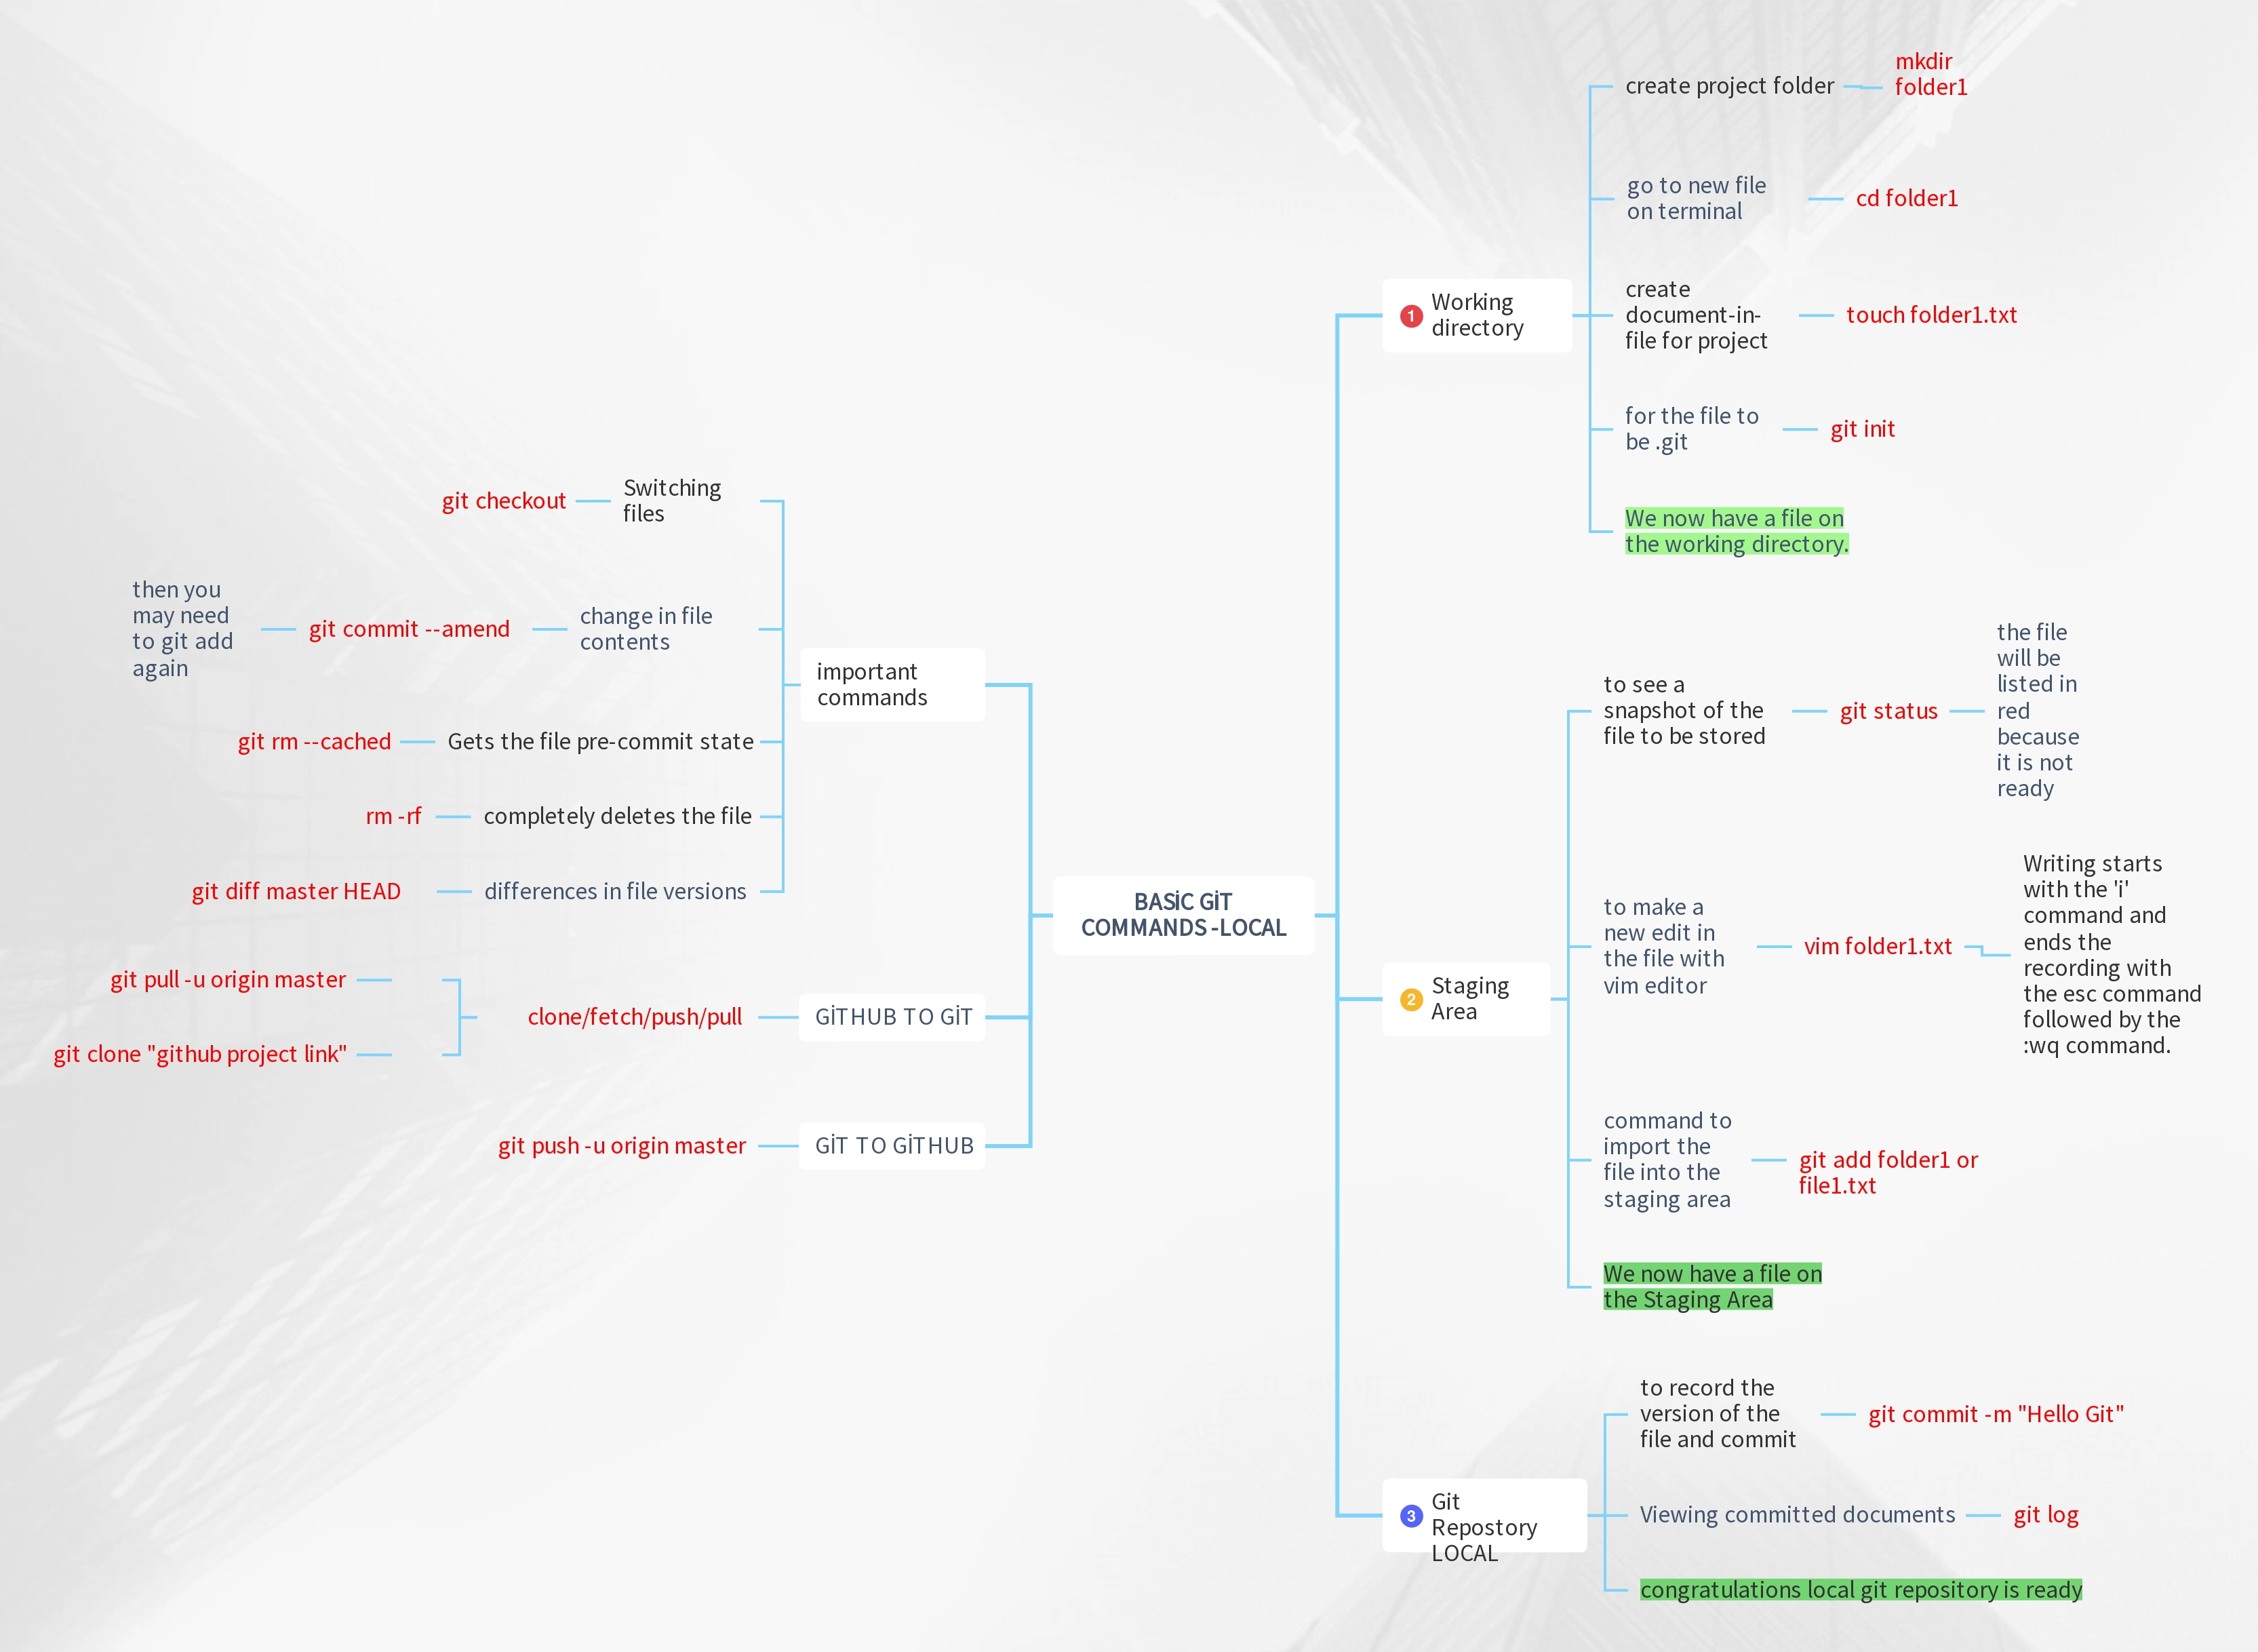 BASİC GİT
COMMANDS -LOCAL
1
Working
directory
create project folder
mkdir
folder1
go to new file
on terminal
cd folder1
create
document-in-
file for project
touch folder1.txt
for the file to
be .git
git init
We now have a file on
the working directory.
2
Staging
Area
to see a
snapshot of the
file to be stored
git status
the file
will be
listed in
red
because
it is not
ready
to make a
new edit in
the file with
vim editor
vim folder1.txt
Writing starts
with the 'i'
command and
ends the
recording with
the esc command
followed by the
:wq command.
command to
import the
file into the
staging area
git add folder1 or
file1.txt
We now have a file on
the Staging Area
3
Git
Repostory
LOCAL
to record the
version of the
file and commit
git commit -m "Hello Git"
Viewing committed documents
git log
congratulations local git repository is ready
important
commands
Switching
files
git checkout
change in file
contents
git commit --amend
then you
may need
to git add
again
Gets the file pre-commit state
git rm --cached
completely deletes the file
rm -rf
differences in file versions
git diff master HEAD
GİTHUB TO GİT
clone/fetch/push/pull
git pull -u origin master
git clone "github project link"
GİT TO GİTHUB
git push -u origin master